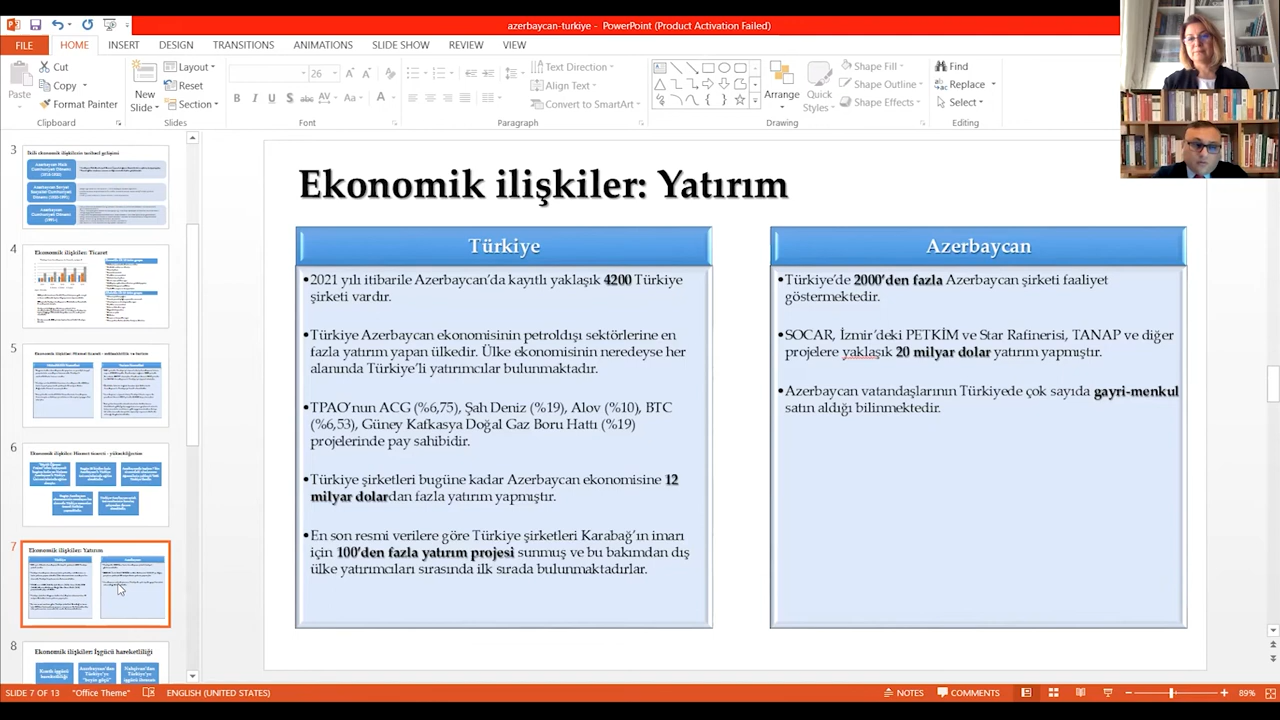 azerbaycan-turkiye - PowerPoint (Product Activation Failed)
FILE HOME INSERT DESIGN TRANSITIONS ANIMATIONS SLIDE SHOW REVIEW VIEW
Paste
Cut
Copy
Format Painter
Clipboard
New Slide
Layout
Reset
Section
Slides
26
Font
Text Direction
Align Text
Convert to SmartArt
Paragraph
Arrange
Quick Styles
Shape Fill
Shape Outline
Shape Effects
Drawing
Find
Replace
Select
Editing
3
4
Ekonomik ilişkiler: Ticaret
5
6
7
Ekonomik ilişkiler: Yatırım
8
Ekonomik ilişkiler: İşgücü hareketliliği
Ekonomik ilişkiler: Yatırım
Türkiye
•2021 yılı itibarile Azerbaycan'da kayıtlı yaklaşık 4200 Türkiye
şirketi vardır.
•Türkiye Azerbaycan ekonomisinin petroldışı sektörlerine en
fazla yatırım yapan ülkedir. Ülke ekonomisinin neredeyse her
alanında Türkiye'li yatırımcılar bulunmaktadır.
•TPAO'nun ACG (%6,75), Şah Deniz (%19), Alov (%10), BTC
(%6,53), Güney Kafkasya Doğal Gaz Boru Hattı (%19)
projelerinde pay sahibidir.
•Türkiye şirketleri bugüne kadar Azerbaycan ekonomisine 12
milyar dolardan fazla yatırım yapmıştır.
•En son resmi verilere göre Türkiye şirketleri Karabağ'ın imarı
için 100'den fazla yatırım projesi sunmuş ve bu bakımdan dış
ülke yatırımcıları sırasında ilk sırada bulunmaktadırlar.
Azerbaycan
•Türkiye'de 2000'den fazla Azerbaycan şirketi faaliyet
göstermektedir.
•SOCAR, İzmir'deki PETKİM ve Star Rafinerisi, TANAP ve diğer
projelere yaklaşık 20 milyar dolar yatırım yapmıştır.
•Azerbaycan vatandaşlarının Türkiyede çok sayıda gayri-menkul
satın aldığı bilinmektedir.
SLIDE 7 OF 13 "Office Theme" ENGLISH (UNITED STATES) NOTES COMMENTS 89%